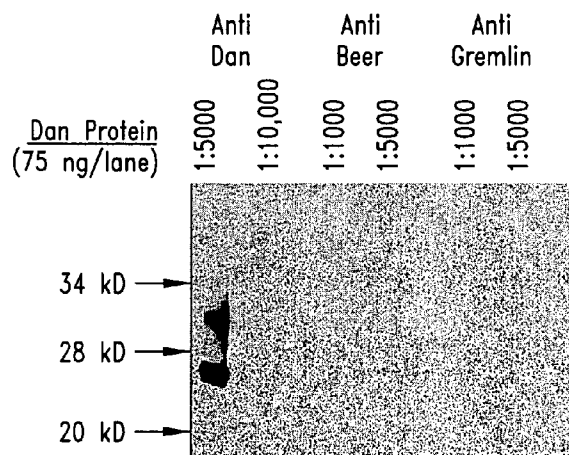 Anti Dan
Anti Beer
Anti Gremlin
Dan Protein
(75 ng/lane)
1:5000
1:10,000
1:1000
1:5000
1:1000
1:5000
34 kD
28 kD
20 kD